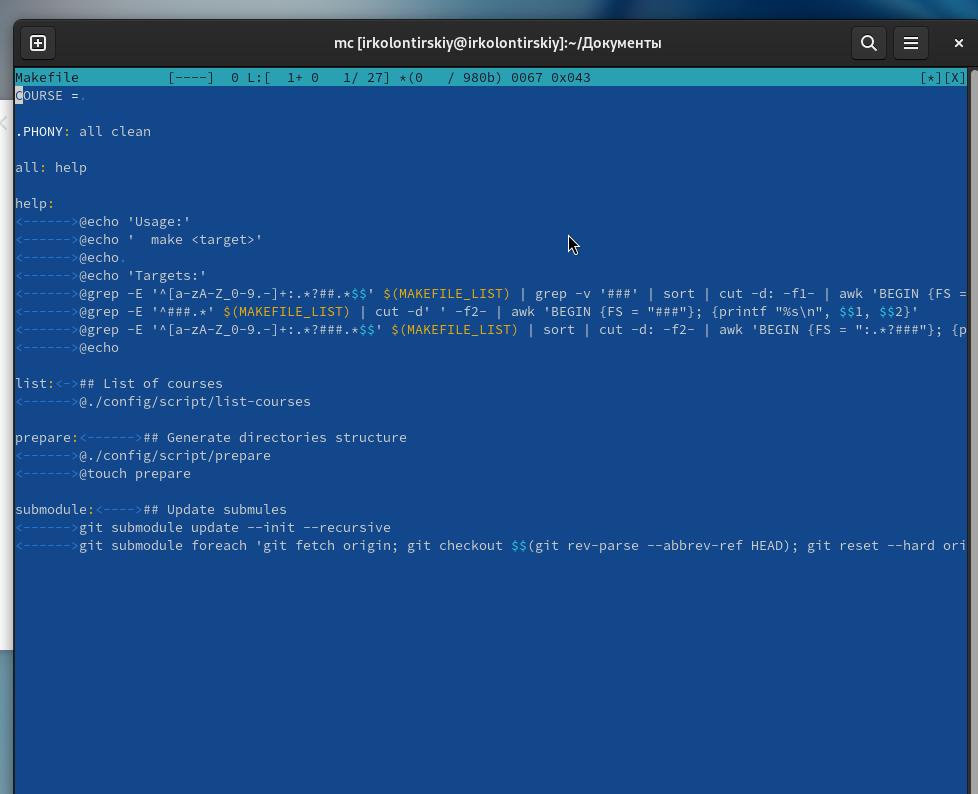 mc [irkolontirskiy@irkolontirskiy]:~/Документы
Makefile [----] 0 L:[ 1+ 0 1/ 27] *(0 / 980b) 0067 0x043 [*][X]
COURSE =.
.PHONY: all clean
all: help
help:
<------>@echo 'Usage:'
<------>@echo '  make <target>'
<------>@echo.
<------>@echo 'Targets:'
<------>@grep -E '^[a-zA-Z_0-9.-]+:.*?##.*$$' $(MAKEFILE_LIST) | grep -v '###' | sort | cut -d: -f1- | awk 'BEGIN {FS =
<------>@grep -E '^###.*' $(MAKEFILE_LIST) | cut -d' ' -f2- | awk 'BEGIN {FS = "###"}; {printf "%s\n", $$1, $$2}'
<------>@grep -E '^[a-zA-Z_0-9.-]+:.*?###.*$$' $(MAKEFILE_LIST) | sort | cut -d: -f2- | awk 'BEGIN {FS = ":.*?###"}; {p
<------>@echo
list:<->## List of courses
<------>@./config/script/list-courses
prepare:<------>## Generate directories structure
<------>@./config/script/prepare
<------>@touch prepare
submodule:<---->## Update submules
<------>git submodule update --init --recursive
<------>git submodule foreach 'git fetch origin; git checkout $$(git rev-parse --abbrev-ref HEAD); git reset --hard ori